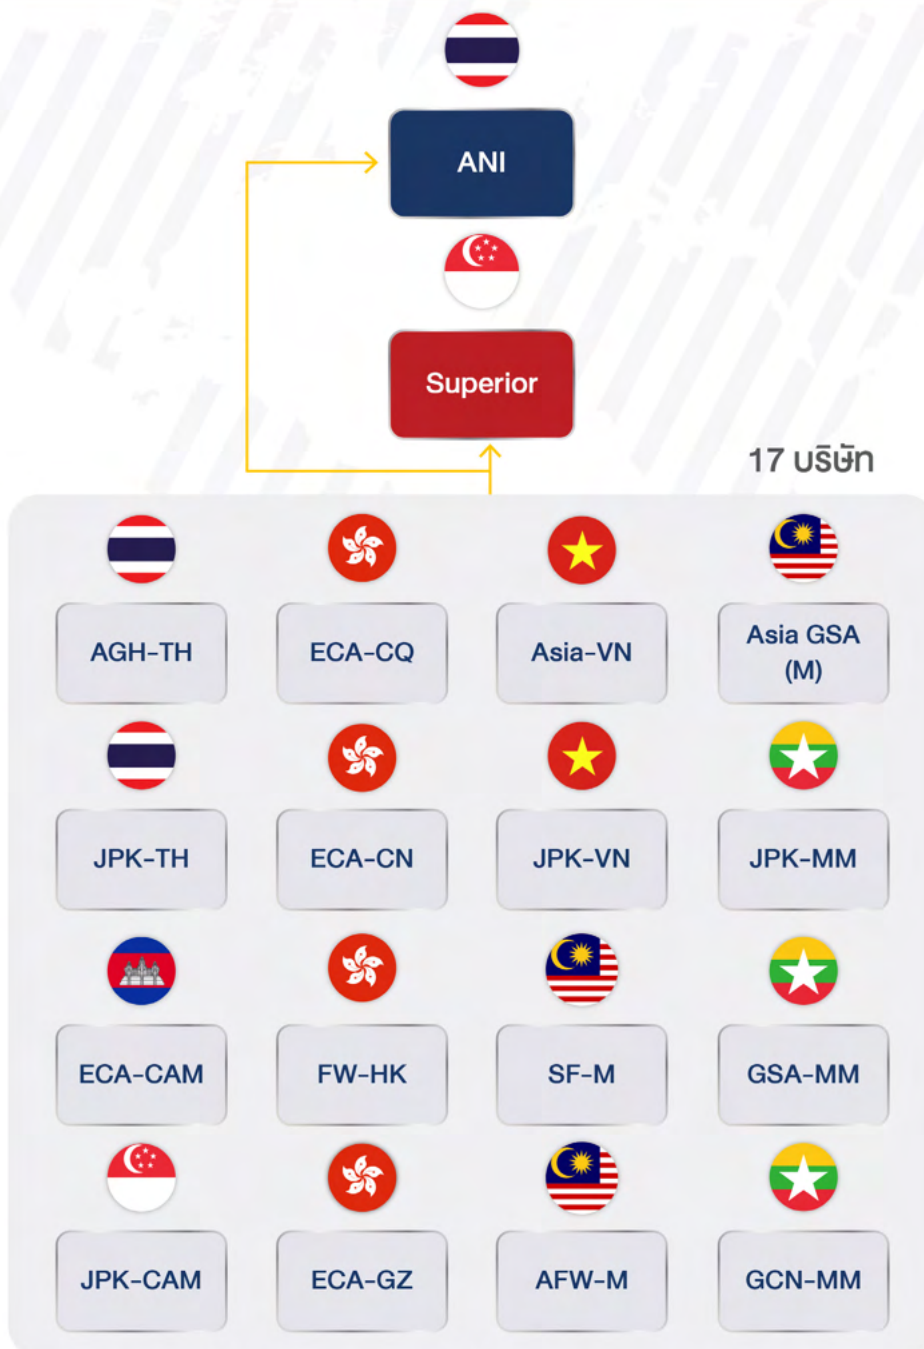 ANI
Superior
17 บริษัท
AGH-TH
ECA-CQ
Asia-VN
Asia GSA
(M)
JPK-TH
ECA-CN
JPK-VN
JPK-MM
ECA-CAM
FW-HK
SF-M
GSA-MM
JPK-CAM
ECA-GZ
AFW-M
GCN-MM